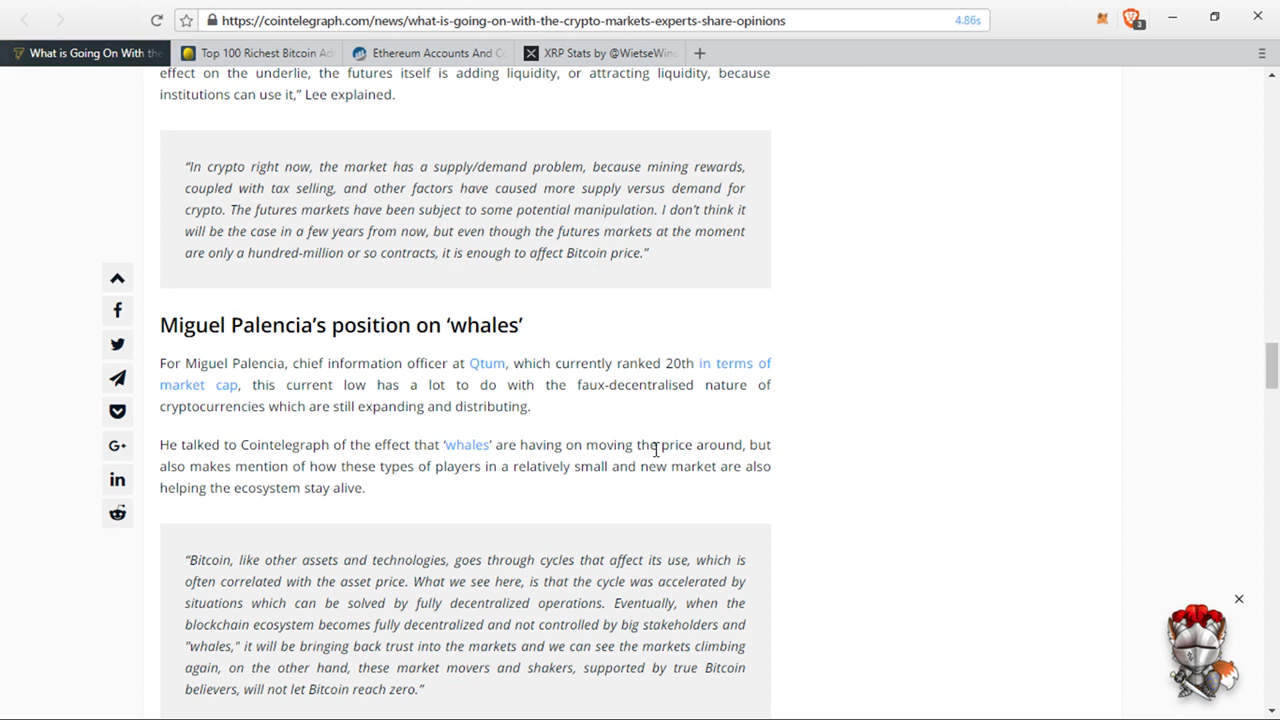 https://cointelegraph.com/news/what-is-going-on-with-the-crypto-markets-experts-share-opinions
4.86s
3
What is Going On With the
Top 100 Richest Bitcoin Ad
Ethereum Accounts And Co
XRP Stats by @WietseWind
effect on the underlie, the futures itself is adding liquidity, or attracting liquidity, because
institutions can use it,” Lee explained.
“In crypto right now, the market has a supply/demand problem, because mining rewards,
coupled with tax selling, and other factors have caused more supply versus demand for
crypto. The futures markets have been subject to some potential manipulation. I don’t think it
will be the case in a few years from now, but even though the futures markets at the moment
are only a hundred-million or so contracts, it is enough to affect Bitcoin price.”
Miguel Palencia’s position on ‘whales’
For Miguel Palencia, chief information officer at Qtum, which currently ranked 20th in terms of
market cap, this current low has a lot to do with the faux-decentralised nature of
cryptocurrencies which are still expanding and distributing.
He talked to Cointelegraph of the effect that ‘whales’ are having on moving the price around, but
also makes mention of how these types of players in a relatively small and new market are also
helping the ecosystem stay alive.
“Bitcoin, like other assets and technologies, goes through cycles that affect its use, which is
often correlated with the asset price. What we see here, is that the cycle was accelerated by
situations which can be solved by fully decentralized operations. Eventually, when the
blockchain ecosystem becomes fully decentralized and not controlled by big stakeholders and
"whales," it will be bringing back trust into the markets and we can see the markets climbing
again, on the other hand, these market movers and shakers, supported by true Bitcoin
believers, will not let Bitcoin reach zero.”